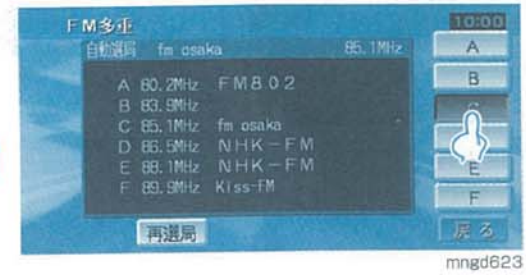 FM多重 10:00
自動選局 fm osaka 85.1MHz
A 80.2MHz FM802
B 83.9MHz
C 85.1MHz fm osaka
D 86.5MHz NHK-FM
E 88.1MHz NHK-FM
F 89.9MHz Kiss-FM
A
B
C
E
F
再選局
戻る
mngd623